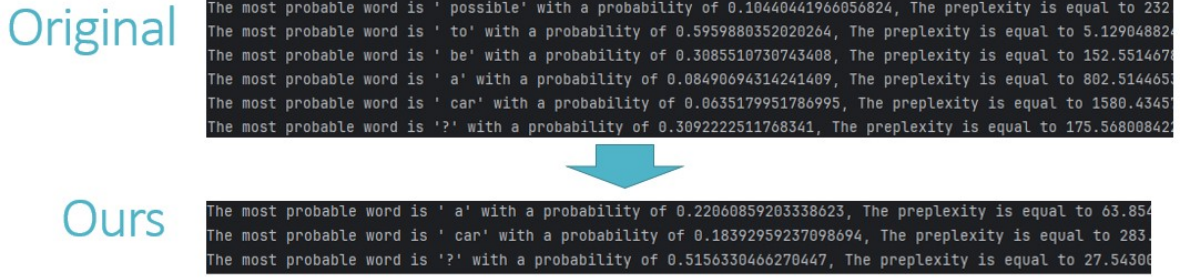 Original
The most probable word is ' possible' with a probability of 0.10440441966056824, The preplexity is equal to 232
The most probable word is ' to' with a probability of 0.5959880352020264, The preplexity is equal to 5.12904882
The most probable word is ' be' with a probability of 0.3085510730743408, The preplexity is equal to 152.551467
The most probable word is ' a' with a probability of 0.08490694314241409, The preplexity is equal to 802.514465
The most probable word is ' car' with a probability of 0.0635179951786995, The preplexity is equal to 1580.4345
The most probable word is '?' with a probability of 0.3092222511768341, The preplexity is equal to 175.56800842
Ours
The most probable word is ' a' with a probability of 0.22060859203338623, The preplexity is equal to 63.854
The most probable word is ' car' with a probability of 0.18392959237098694, The preplexity is equal to 283.
The most probable word is '?' with a probability of 0.5156330466270447, The preplexity is equal to 27.5430